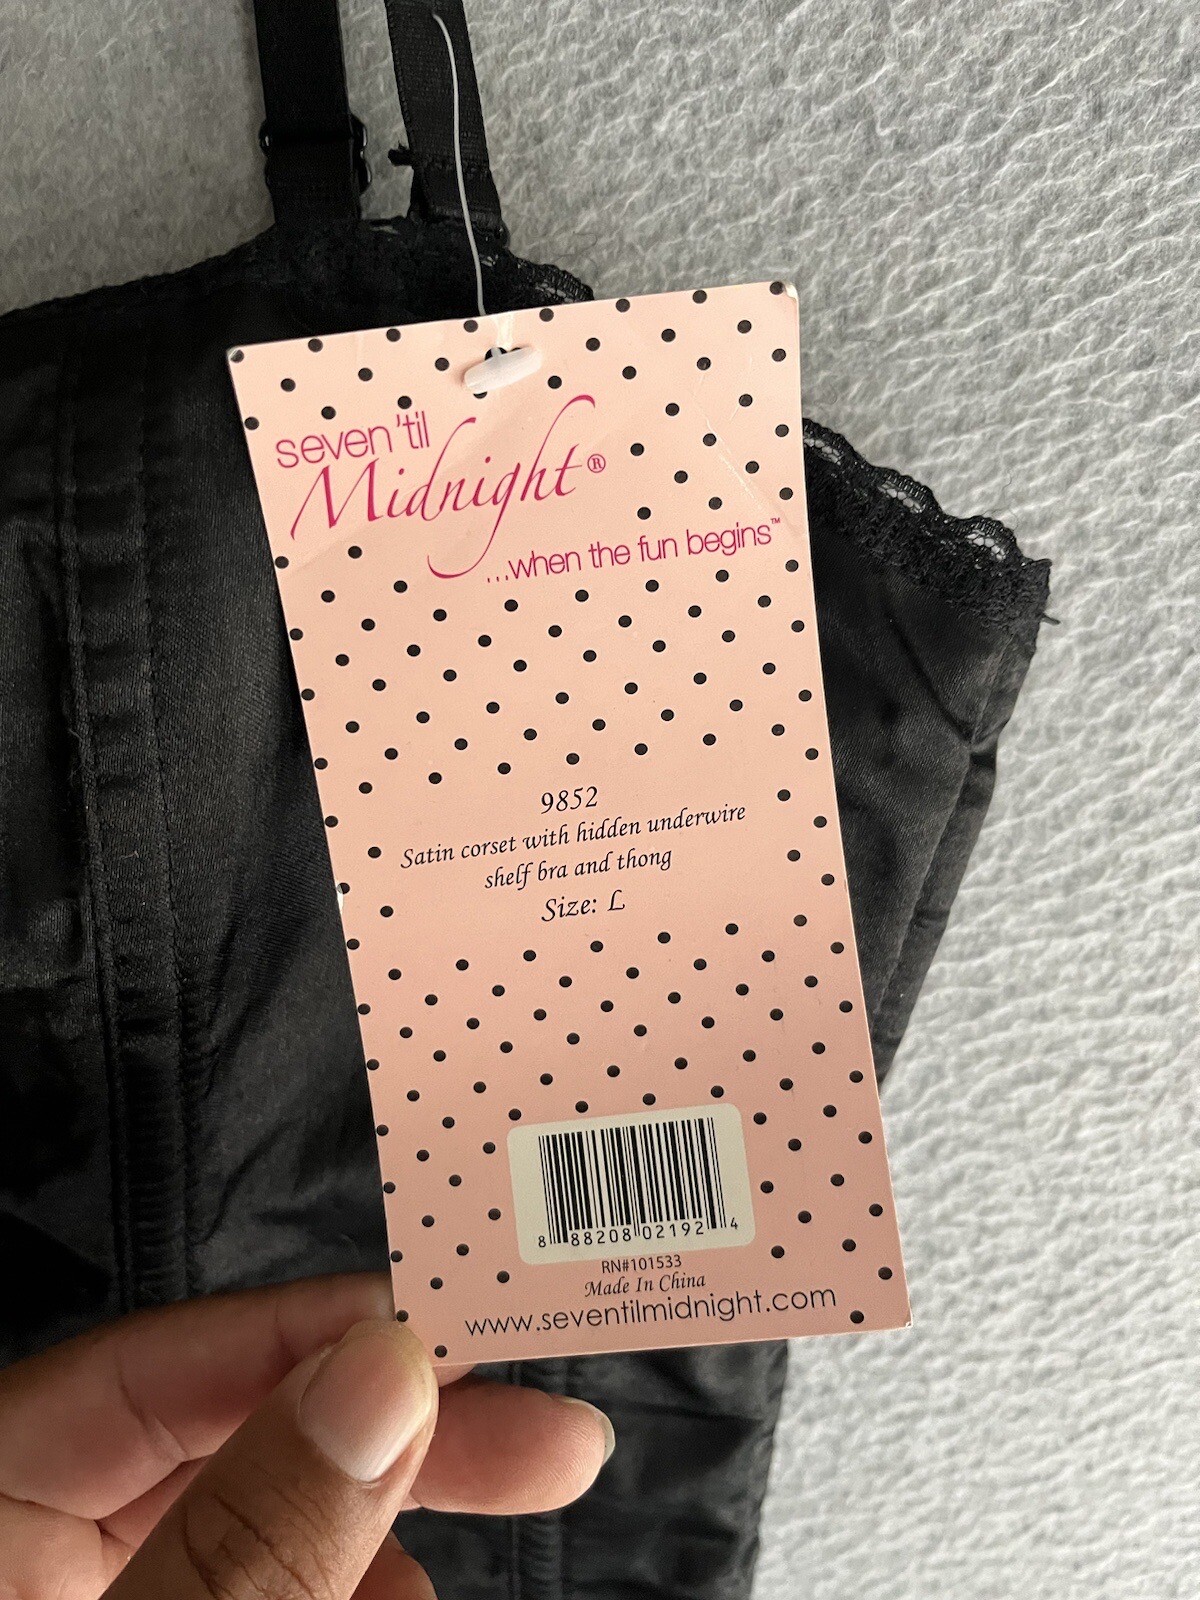 seven 'til
Midnight®
...when the fun begins™
9852
Satin corset with hidden underwire
shelf bra and thong
Size: L
8 88208 02192 4
RN#101533
Made In China
www.seventilmidnight.com